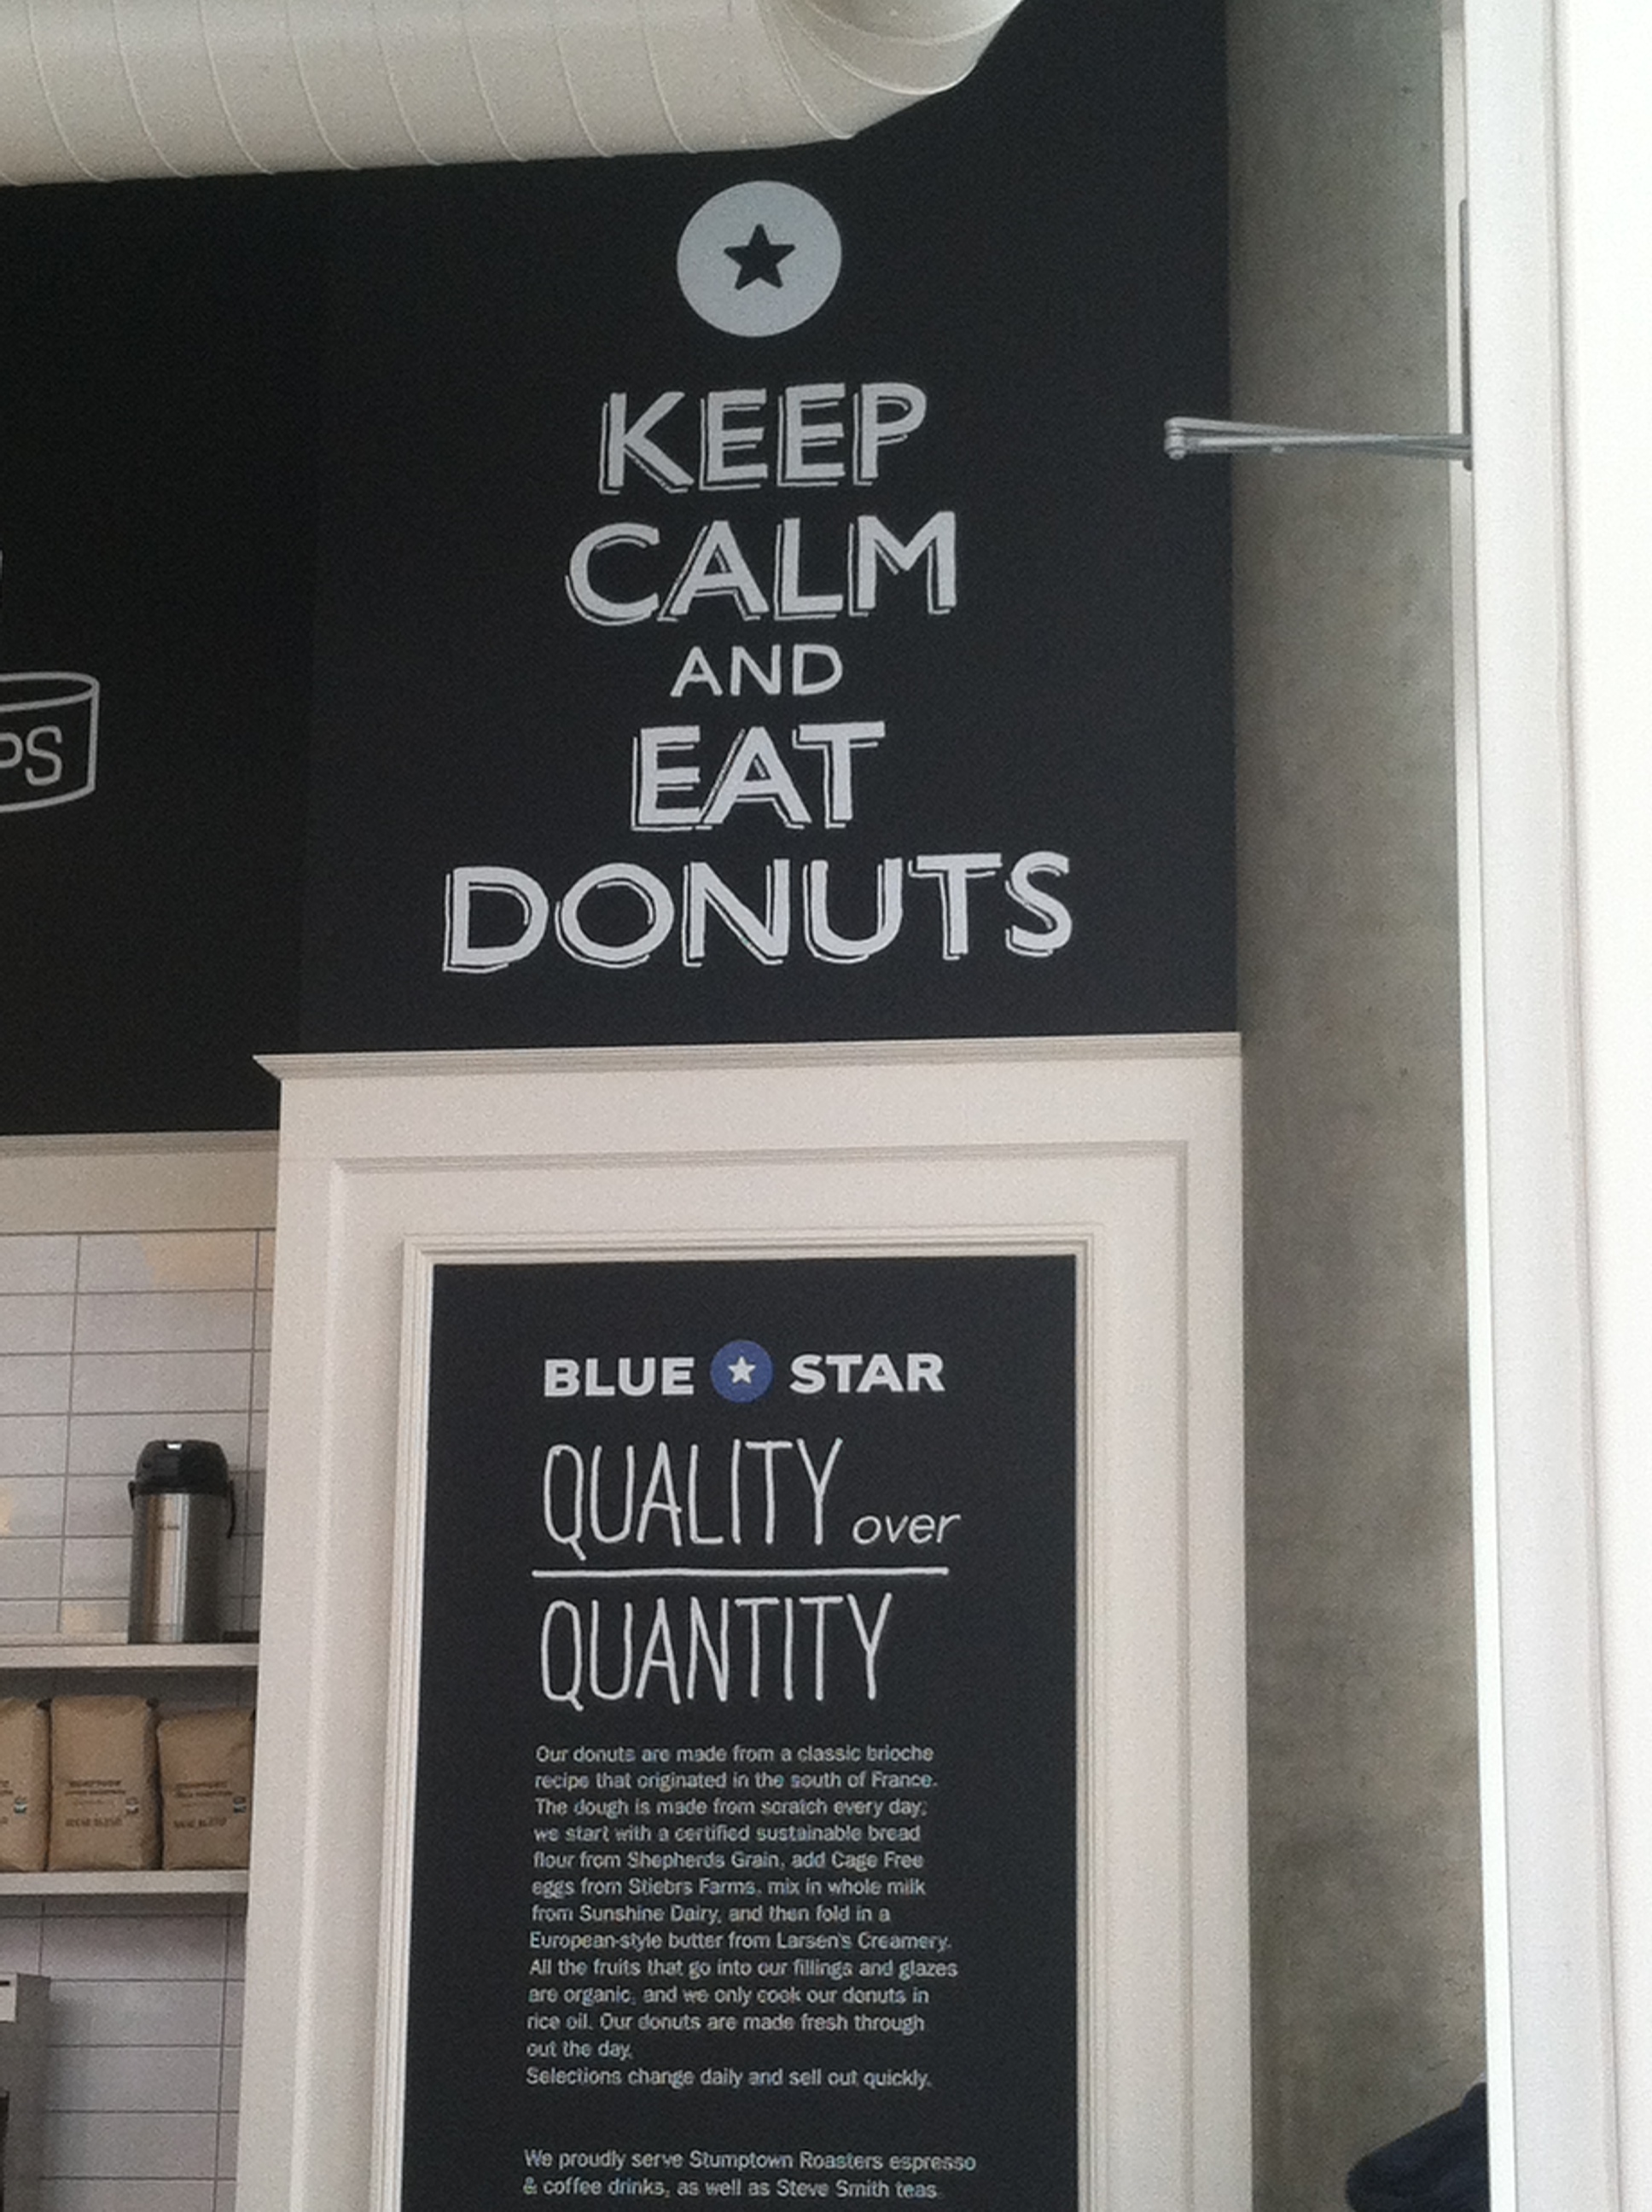 PS
KEEP
CALM
AND
EAT
DONUTS
BLUE STAR
QUALITY over
QUANTITY
Our donuts are made from a classic brioche
recipe that originated in the south of France.
The dough is made from scratch every day;
we start with a certified sustainable bread
flour from Shepherds Grain, add Cage Free
eggs from Stiebrs Farms, mix in whole milk
from Sunshine Dairy, and then fold in a
European-style butter from Larsen's Creamery.
All the fruits that go into our fillings and glazes
are organic, and we only cook our donuts in
rice oil. Our donuts are made fresh through
out the day.
Selections change daily and sell out quickly.
We proudly serve Stumptown Roasters espresso
& coffee drinks, as well as Steve Smith teas